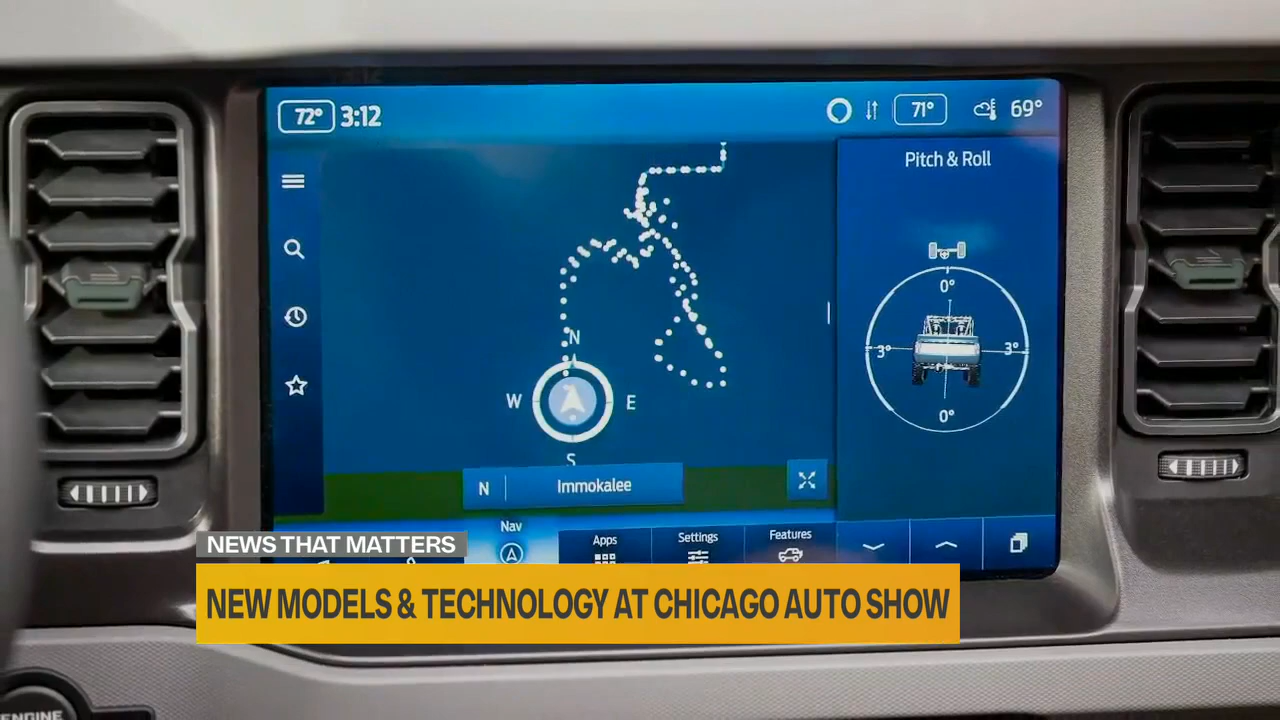 72° 3:12
71° 69°
Pitch & Roll
0°
3° 3°
0°
N
W E
S
N Immokalee
Nav
Apps
Settings
Features
NEWS THAT MATTERS
NEW MODELS & TECHNOLOGY AT CHICAGO AUTO SHOW
ENGINE